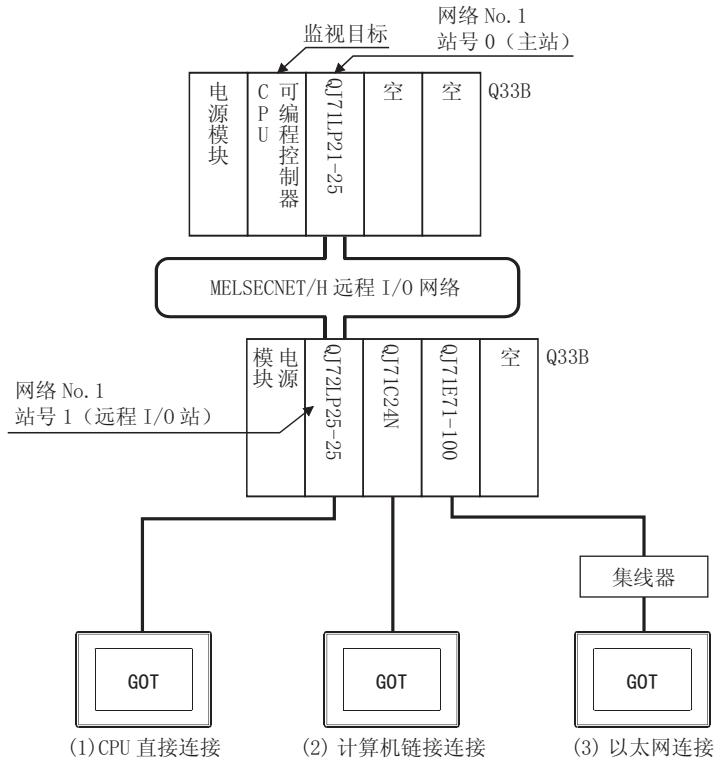 网络 No.1
站号 0（主站）
监视目标
电源模块
CPU
可编程控制器
QJ71LP21-25
空
空
Q33B
MELSECNET/H 远程 I/O 网络
电源
模块
QJ72LP25-25
QJ71C24N
QJ71E71-100
空
Q33B
网络 No.1
站号 1（远程 I/O 站）
集线器
GOT
GOT
GOT
(1)CPU 直接连接
(2) 计算机链接连接
(3) 以太网连接